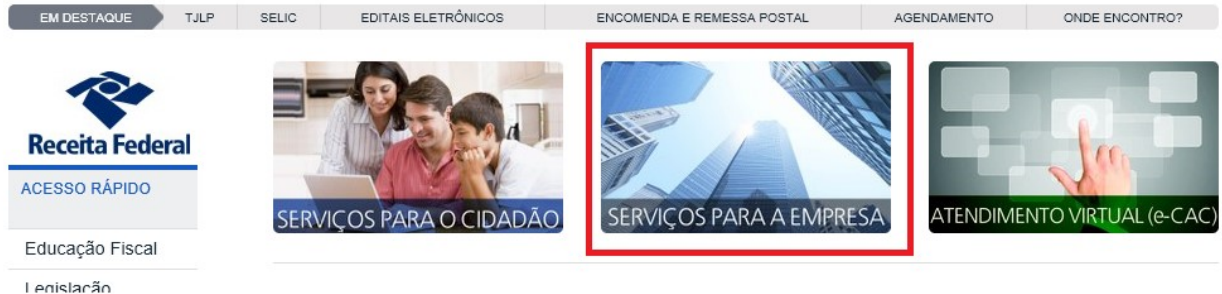 EM DESTAQUE TJLP SELIC EDITAIS ELETRÔNICOS ENCOMENDA E REMESSA POSTAL AGENDAMENTO ONDE ENCONTRO?
Receita Federal
ACESSO RÁPIDO
Educação Fiscal
Legislação
SERVIÇOS PARA O CIDADÃO
SERVIÇOS PARA A EMPRESA
ATENDIMENTO VIRTUAL (e-CAC)